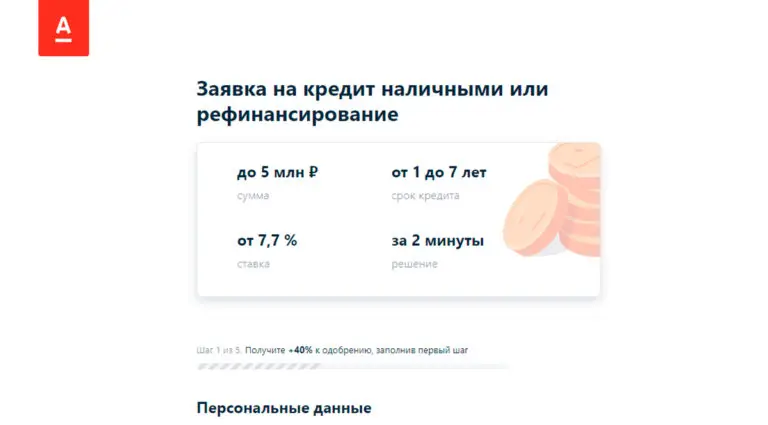 А
Заявка на кредит наличными или
рефинансирование
до 5 млн ₽
от 1 до 7 лет
сумма
срок кредита
от 7,7 %
за 2 минуты
ставка
решение
Шаг 1 из 5. Получите +40% к одобрению, заполнив первый шаг
Персональные данные